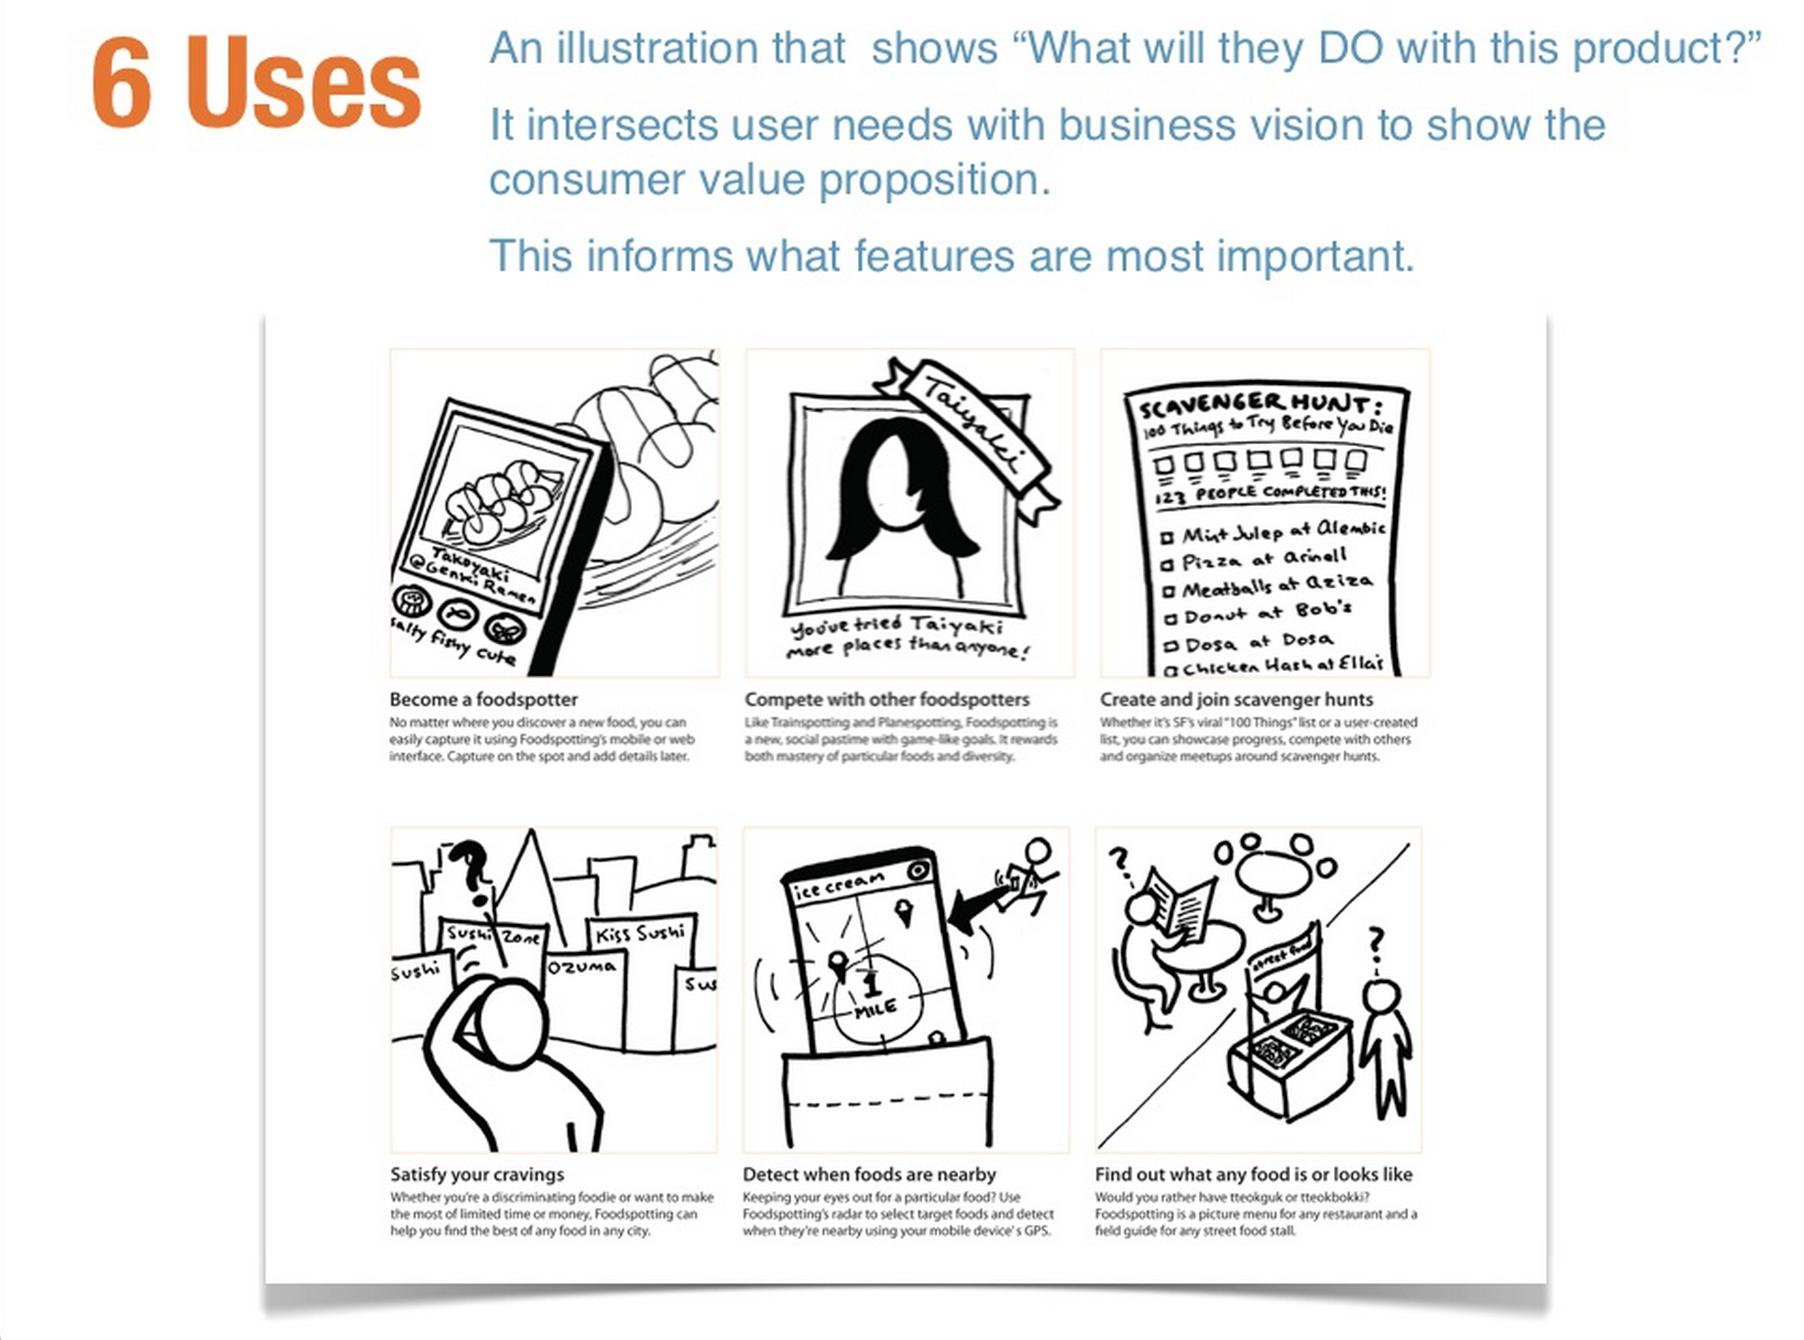 6 Uses
An illustration that shows “What will they DO with this product?”
It intersects user needs with business vision to show the
consumer value proposition.
This informs what features are most important.
Takoyaki
@Genki Ramen
salty fishy cute
Become a foodspotter
No matter where you discover a new food, you can
easily capture it using Foodspotting's mobile or web
interface. Capture on the spot and add details later.
Taiyaki
You've tried Taiyaki
more places than anyone!
Compete with other foodspotters
Like Trainspotting and Planespotting, Foodspotting is
a new, social pastime with game-like goals. It rewards
both mastery of particular foods and diversity.
SCAVENGER HUNT:
100 Things to Try Before You Die
123 PEOPLE COMPLETED THIS!
Mint Julep at Alembic
Pizza at Arinell
Meatballs at Aziza
Donut at Bob's
Dosa at Dosa
Chicken Hash at Ella's
Create and join scavenger hunts
Whether it's SF's viral "100 Things" list or a user-created
list, you can showcase progress, compete with others
and organize meetups around scavenger hunts.
?
Sushi Zone
Kiss Sushi
Sushi
OZUMA
Sus
Satisfy your cravings
Whether you're a discriminating foodie or want to make
the most of limited time or money, Foodspotting can
help you find the best of any food in any city.
ice cream
1
MILE
Detect when foods are nearby
Keeping your eyes out for a particular food? Use
Foodspotting's radar to select target foods and detect
when they're nearby using your mobile device's GPS.
?
street food
?
Find out what any food is or looks like
Would you rather have tteokguk or tteokbokki?
Foodspotting is a picture menu for any restaurant and a
field guide for any street food stall.